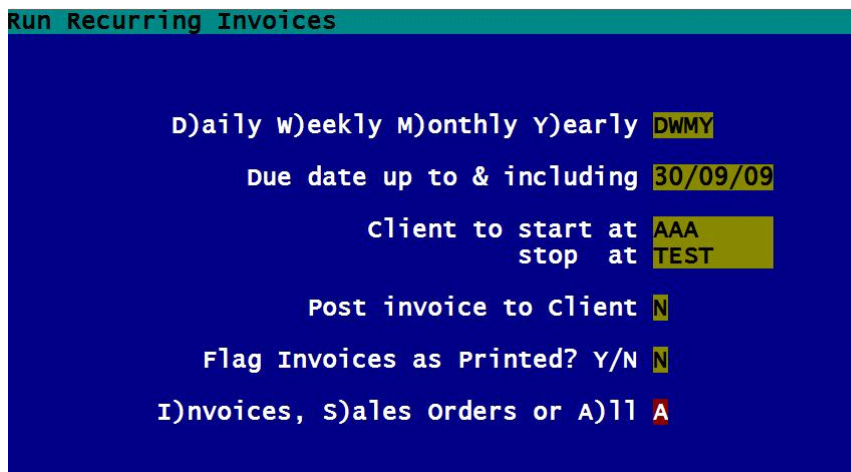 Run Recurring Invoices
D)aily W)eekly M)onthly Y)early DWMY
Due date up to & including 30/09/09
Client to start at AAA
stop at TEST
Post invoice to Client N
Flag Invoices as Printed? Y/N N
I)nvoices, S)ales Orders or A)ll A